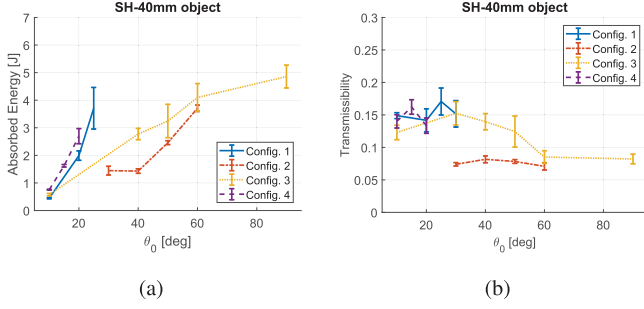 SH-40mm object
7
6
5
4
3
2
1
0
Absorbed Energy [J]
20 40 60 80
θ0 [deg]
Config. 1
Config. 2
Config. 3
Config. 4
(a)
SH-40mm object
0.3
0.25
0.2
0.15
0.1
0.05
0
Transmissibility
0 20 40 60 80
θ0 [deg]
Config. 1
Config. 2
Config. 3
Config. 4
(b)